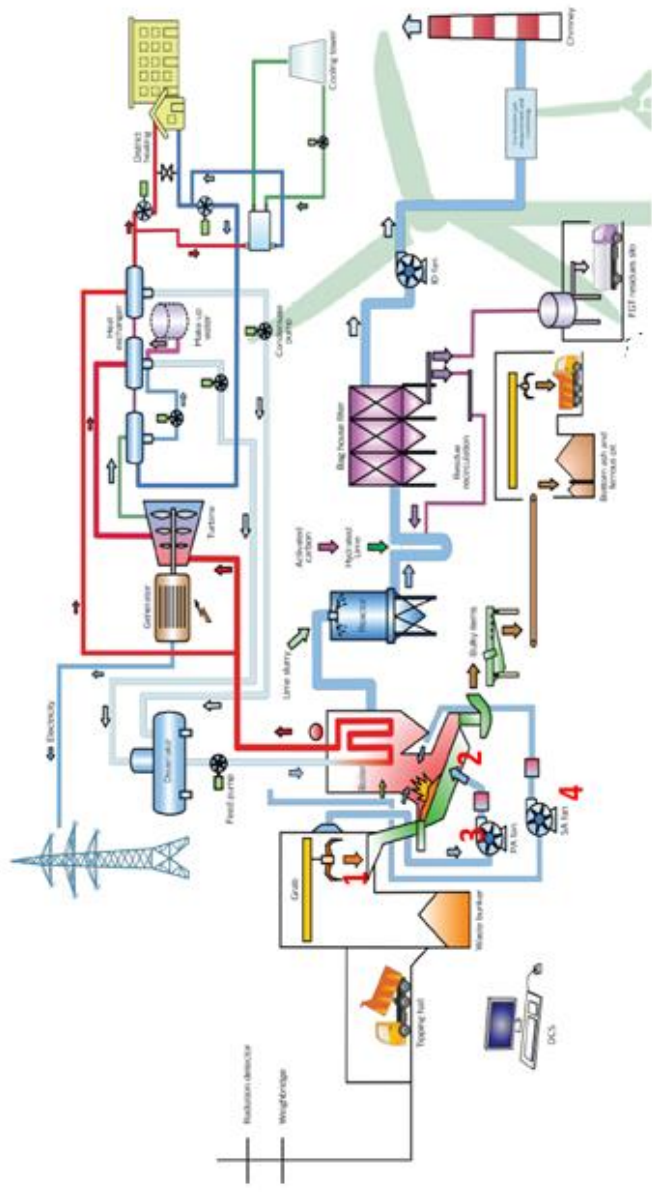 Radiation detector
Weighbridge
Tipping hall
DCS
Waste bunker
Grab
1
2
3
PA fan
4
SA fan
Electricity
Deaerator
Feed pump
Boiler
Generator
Turbine
Heat
exchanger
Make-up
water
Condensate
pump
District
heating
Cooling tower
Lime slurry
Reactor
Activated
carbon
Hydrated
Lime
Bag house filter
Residue
recirculation
ID fan
Chimney
Bulky items
Bottom ash and
ferrous pit
FGT residues silo